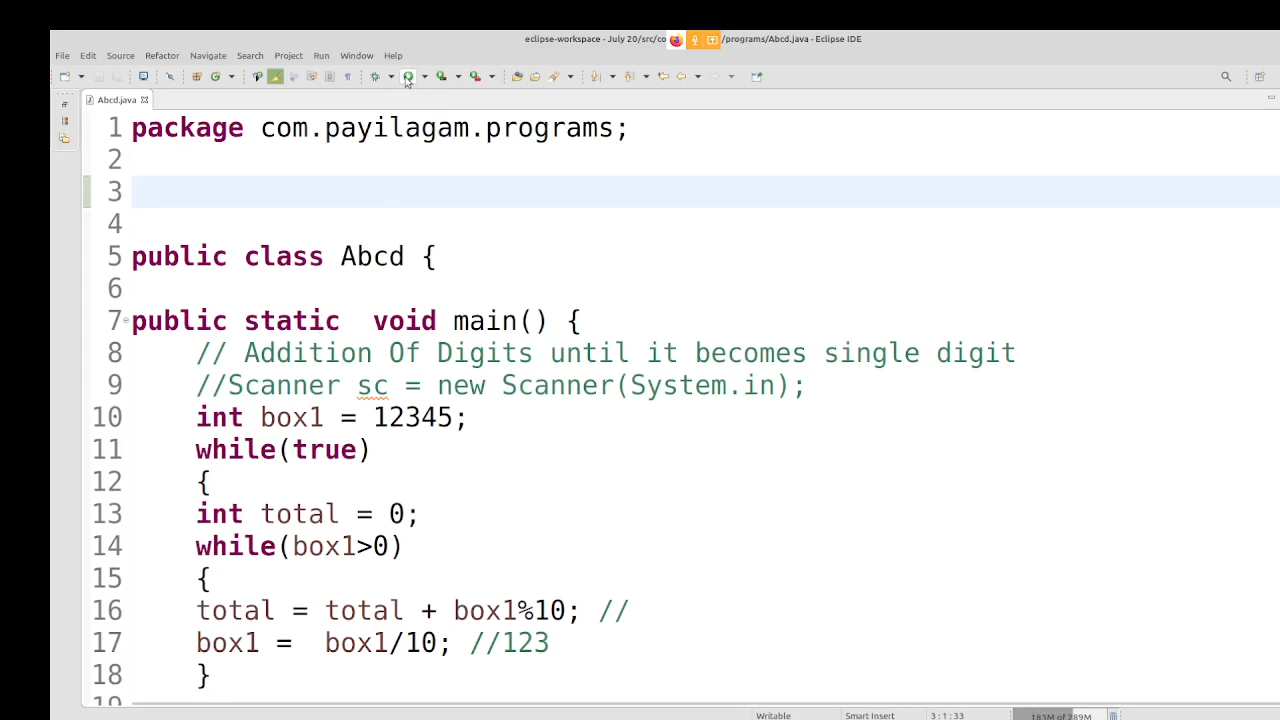 eclipse-workspace - July 20/src/co /programs/Abcd.java - Eclipse IDE
File Edit Source Refactor Navigate Search Project Run Window Help
Abcd.java
1 package com.payilagam.programs;
2
3
4
5 public class Abcd {
6
7 public static  void main() {
8 // Addition Of Digits until it becomes single digit
9 //Scanner sc = new Scanner(System.in);
10 int box1 = 12345;
11 while(true)
12 {
13 int total = 0;
14 while(box1>0)
15 {
16 total = total + box1%10; //
17 box1 =  box1/10; //123
18 }
19
Writable Smart Insert 3 : 1 : 33 183M of 289M